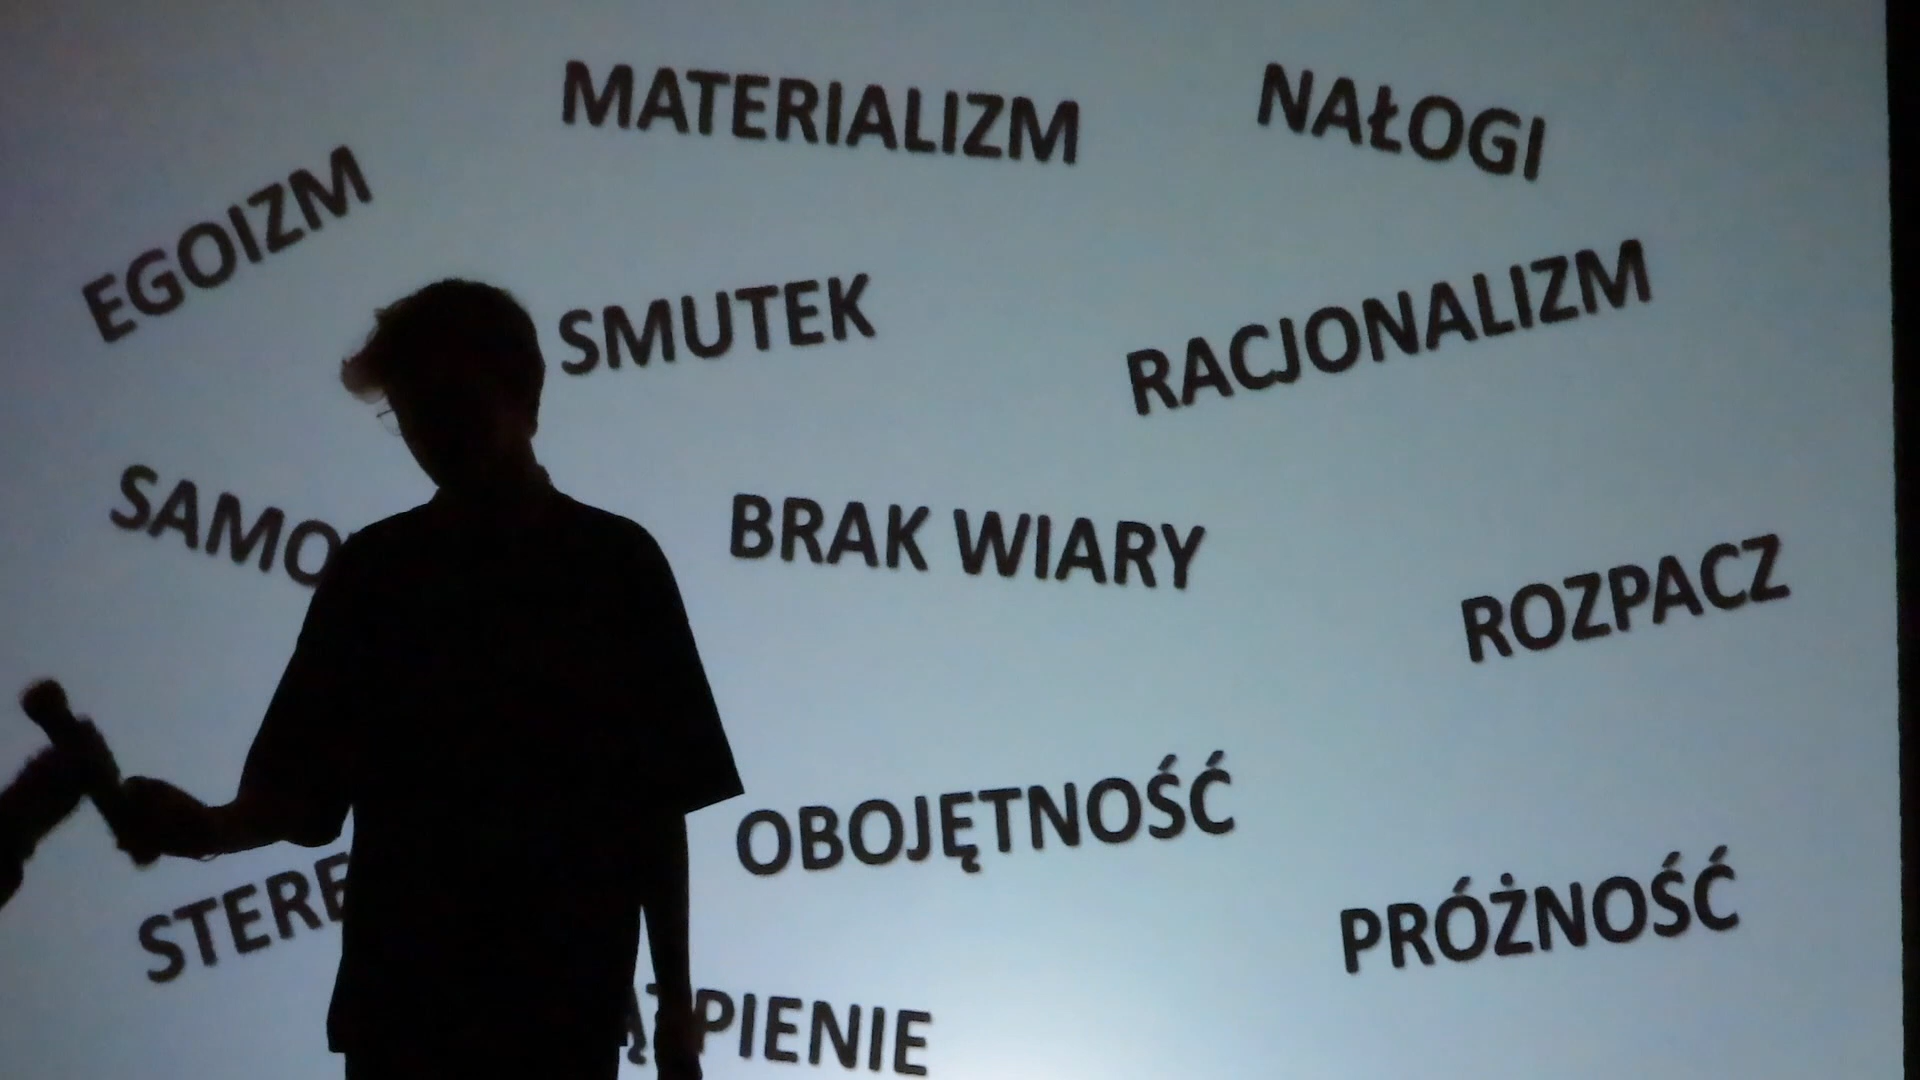 MATERIALIZM
NAŁOGI
EGOIZM
SMUTEK
RACJONALIZM
BRAK WIARY
ROZPACZ
OBOJĘTNOŚĆ
PRÓŻNOŚĆ